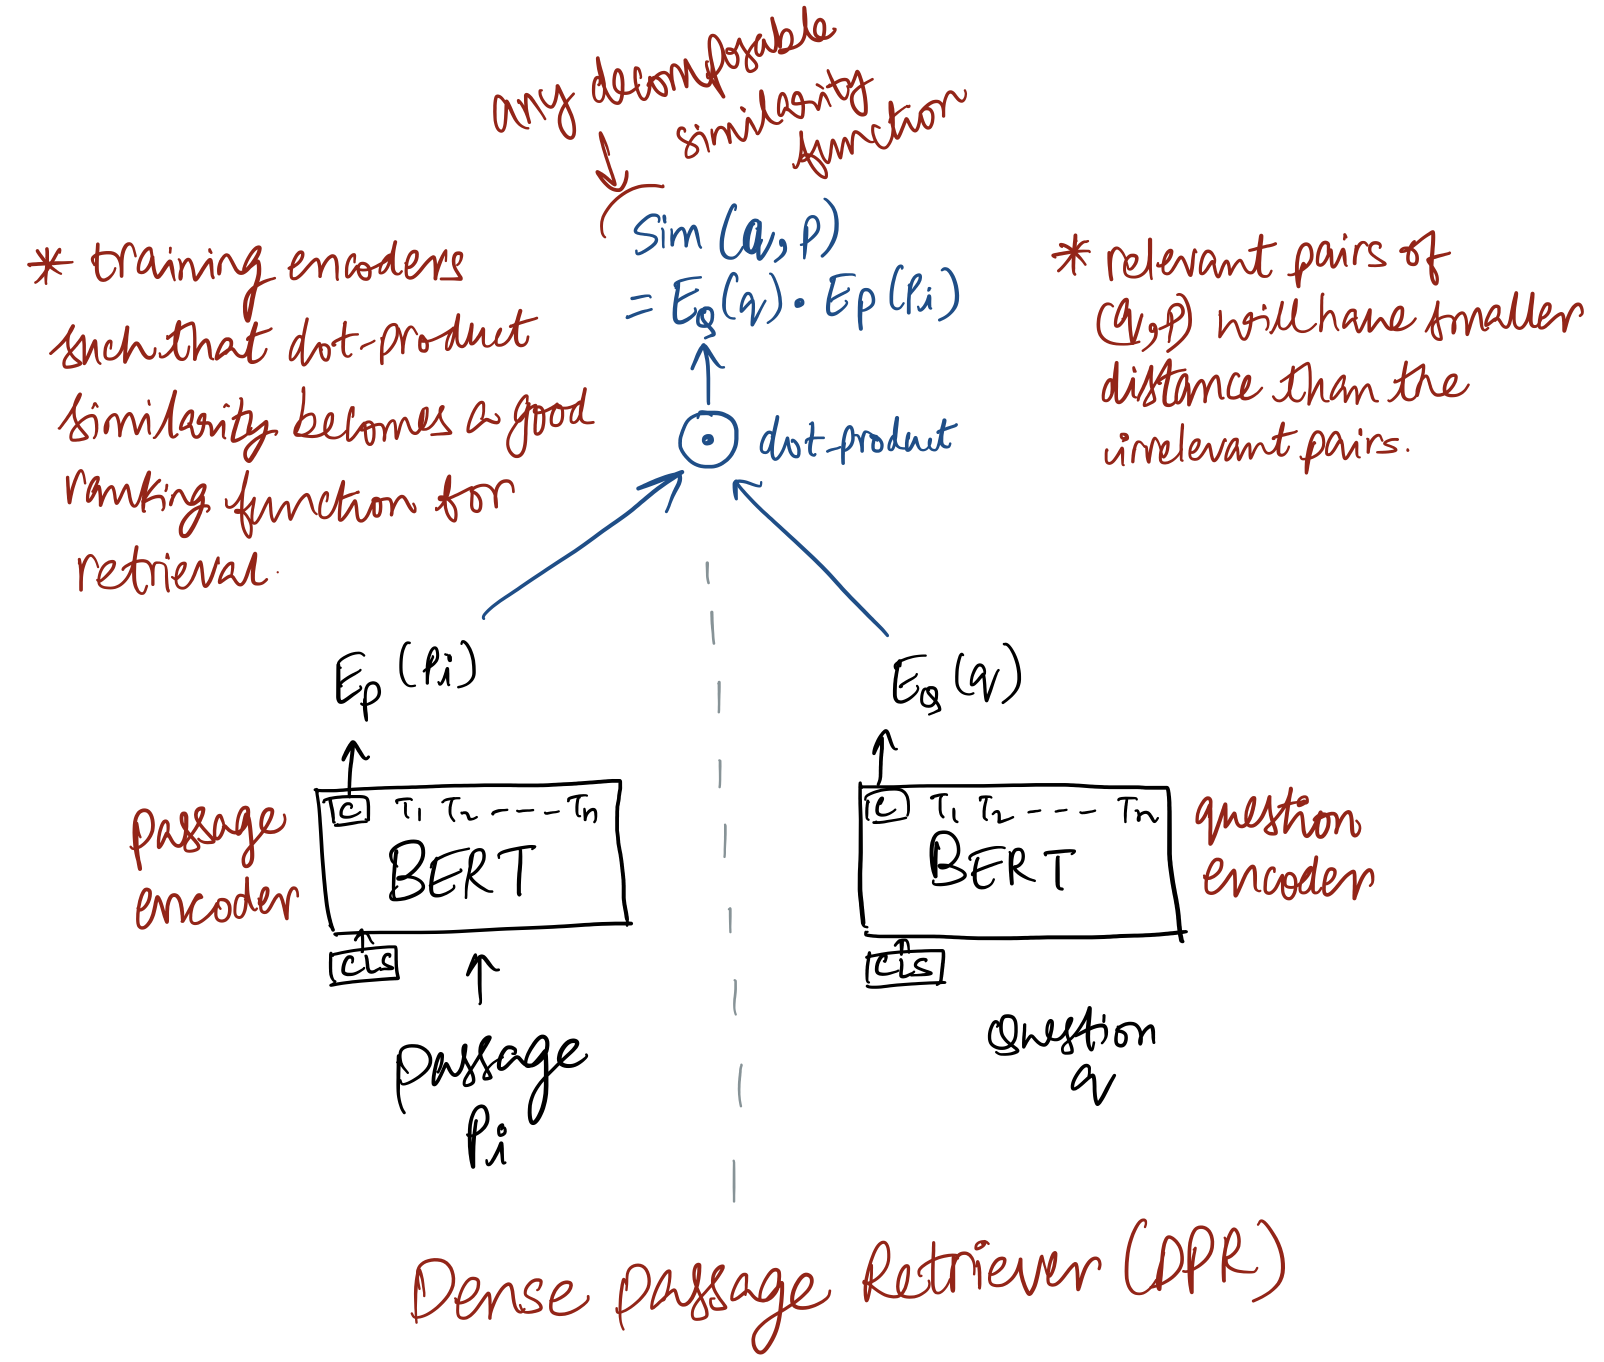 any decomposable
similarity
function
Sim (q, p)
= E_Q(q) • E_p(P_i)
* training encoders
such that dot-product
similarity becomes a good
ranking function for
retrieval.
* relevant pairs of
(q,p) will have smaller
distance than the
irrelevant pairs.
dot-product
E_p (P_i)
E_Q (q)
Passage
encoder
C T_1 T_2 ----- T_n
BERT
CLS
Passage
P_i
C T_1 T_2 ---- T_n
BERT
CLS
question
encoder
Question
q
Dense Passage Retriever (DPR)